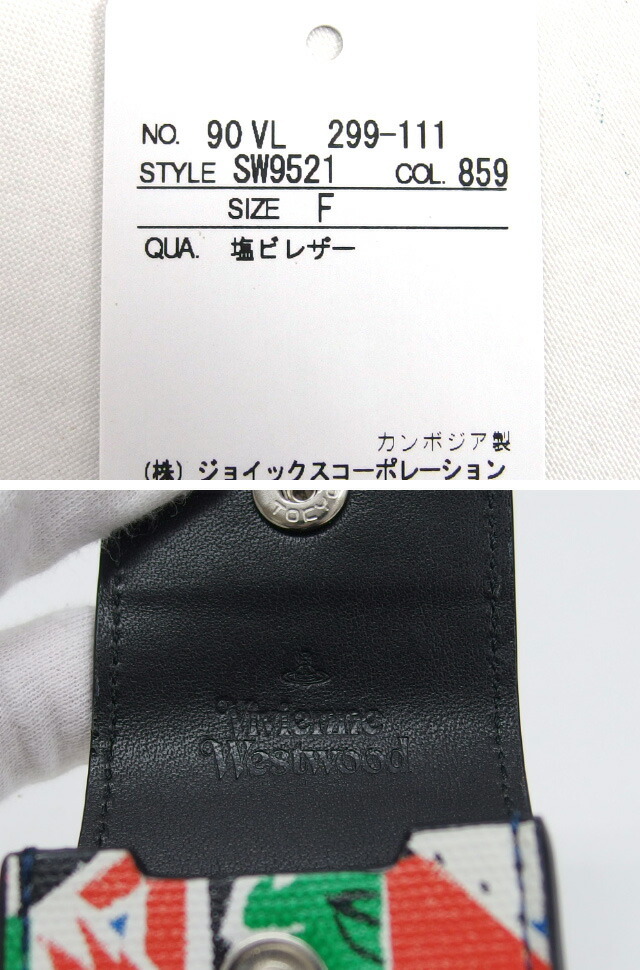 NO. 90 VL 299-111
STYLE SW9521 COL. 859
SIZE F
QUA. 塩ビレザー
カンボジア製
(株)ジョイックスコーポレーション
TOCYO
Vivienne
Westwood